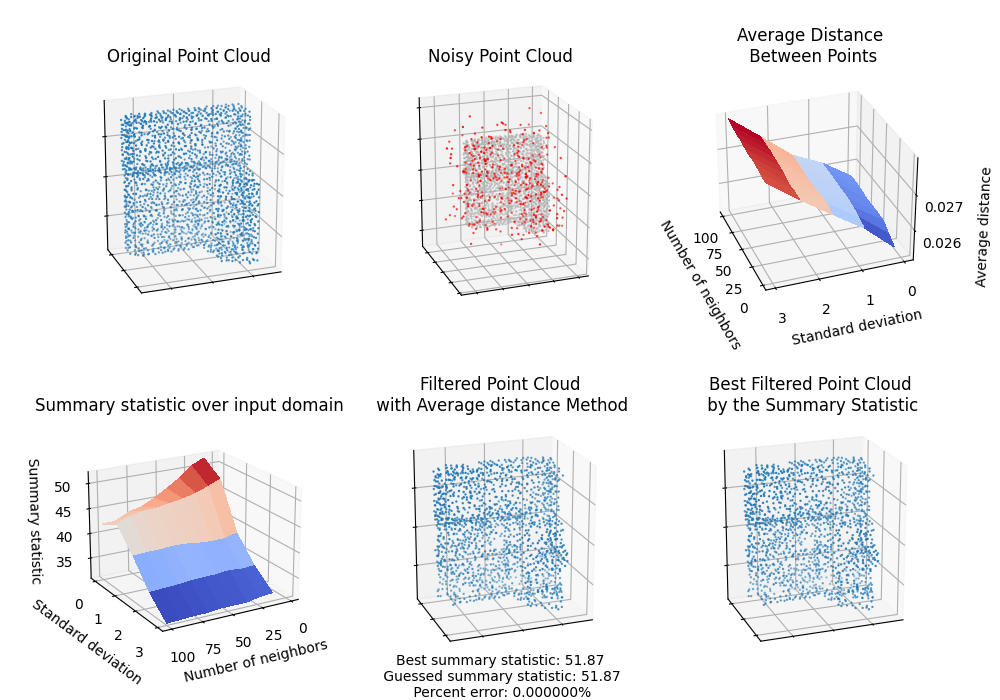 Original Point Cloud
Noisy Point Cloud
Average Distance
Between Points
Number of neighbors
100
75
50
25
0
3
2
1
0
Standard deviation
0.027
0.026
Average distance
Summary statistic over input domain
Summary statistic
50
45
40
35
0
1
2
3
Standard deviation
100
75
50
25
0
Number of neighbors
Filtered Point Cloud
with Average distance Method
Best summary statistic: 51.87
Guessed summary statistic: 51.87
Percent error: 0.000000%
Best Filtered Point Cloud
by the Summary Statistic